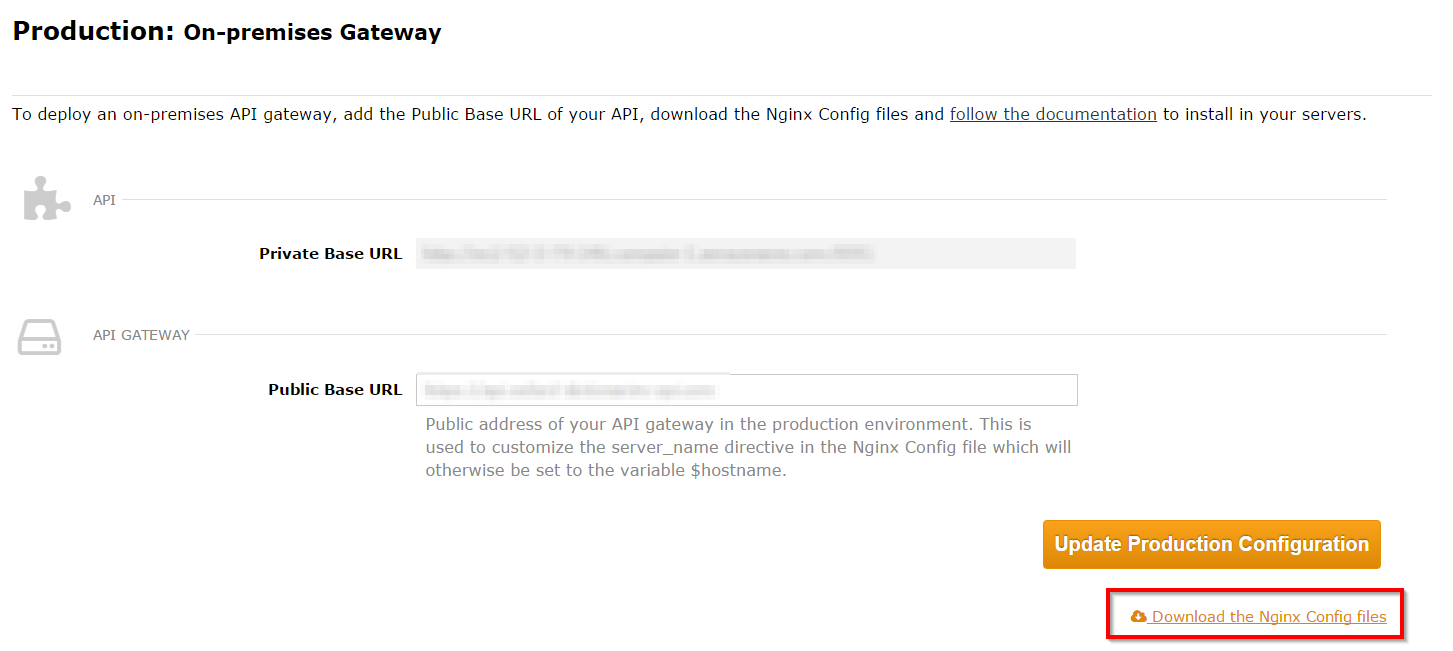 Production: On-premises Gateway
To deploy an on-premises API gateway, add the Public Base URL of your API, download the Nginx Config files and follow the documentation to install in your servers.
API
Private Base URL
API GATEWAY
Public Base URL
Public address of your API gateway in the production environment. This is
used to customize the server_name directive in the Nginx Config file which will
otherwise be set to the variable $hostname.
Update Production Configuration
Download the Nginx Config files